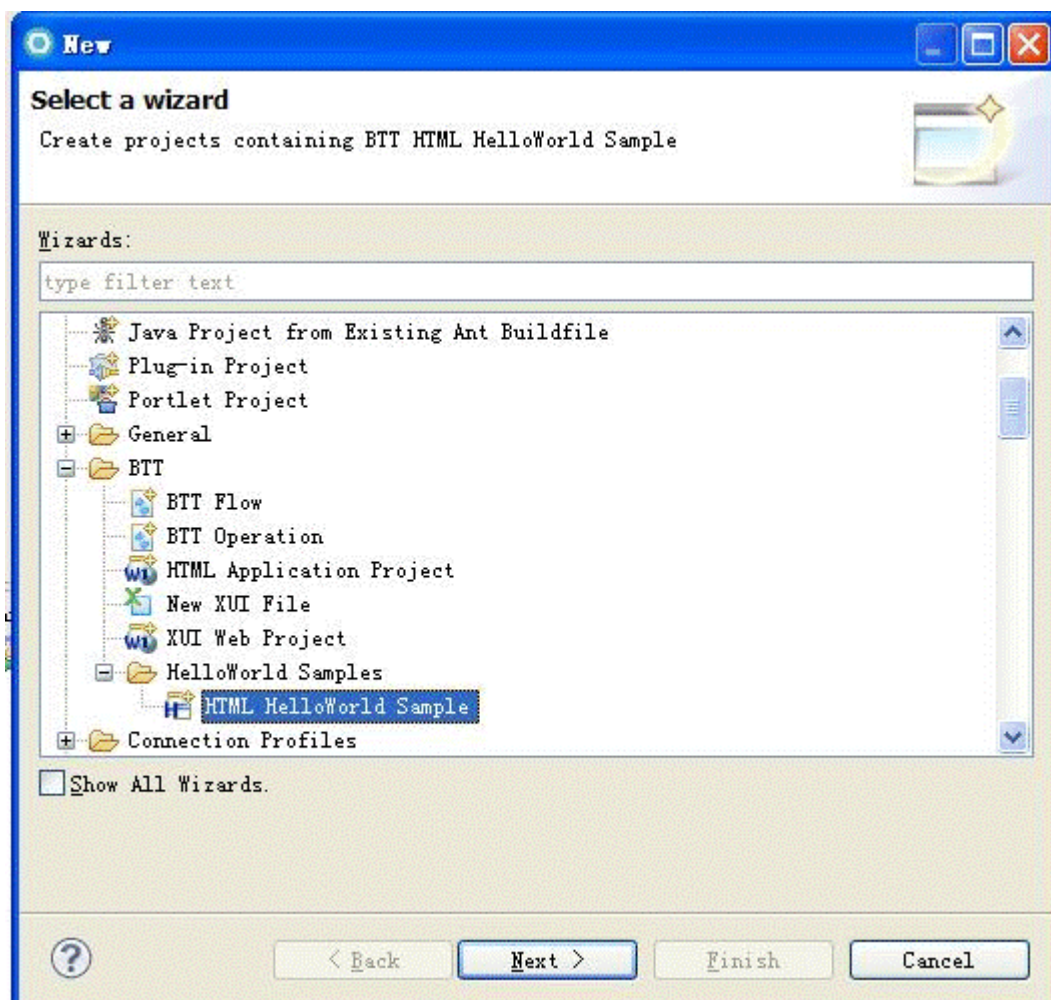 New
Select a wizard
Create projects containing BTT HTML HelloWorld Sample
Wizards:
type filter text
Java Project from Existing Ant Buildfile
Plug-in Project
Portlet Project
General
BTT
BTT Flow
BTT Operation
HTML Application Project
New XUI File
XUI Web Project
HelloWorld Samples
HTML HelloWorld Sample
Connection Profiles
Show All Wizards.
< Back Next > Finish Cancel